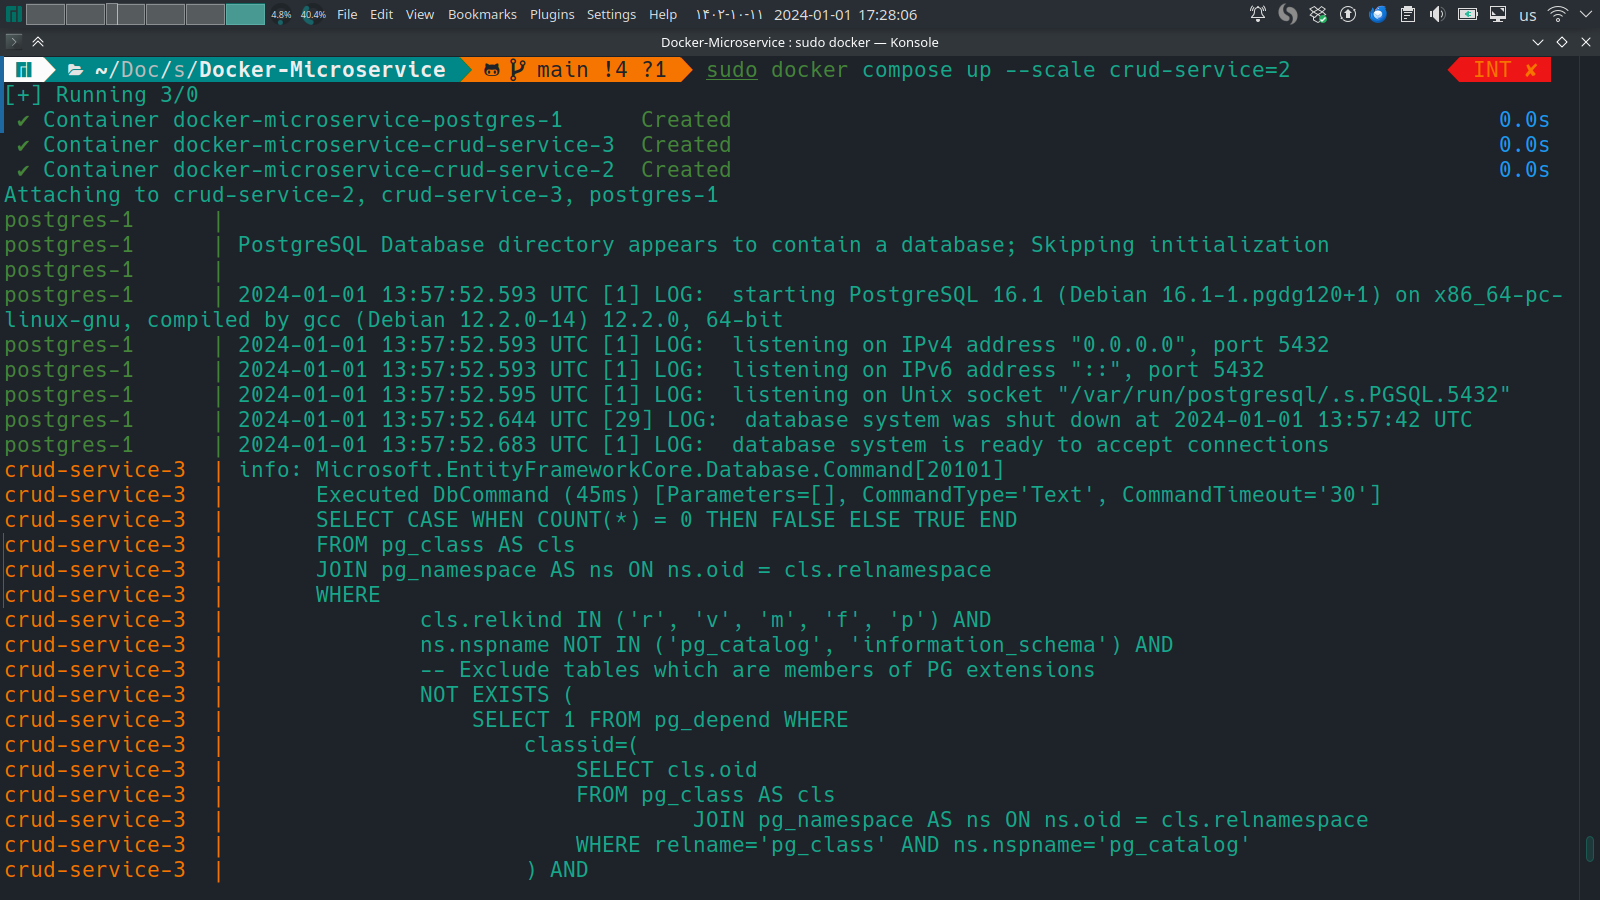 4.8% 40.4% File Edit View Bookmarks Plugins Settings Help ۱۴۰۲-۱۰-۱۱ 2024-01-01 17:28:06 us
Docker-Microservice : sudo docker — Konsole
~/Doc/s/Docker-Microservice main !4 ?1 sudo docker compose up --scale crud-service=2 INT ✘
[+] Running 3/0
✔ Container docker-microservice-postgres-1 Created 0.0s
✔ Container docker-microservice-crud-service-3 Created 0.0s
✔ Container docker-microservice-crud-service-2 Created 0.0s
Attaching to crud-service-2, crud-service-3, postgres-1
postgres-1 |
postgres-1 | PostgreSQL Database directory appears to contain a database; Skipping initialization
postgres-1 |
postgres-1 | 2024-01-01 13:57:52.593 UTC [1] LOG: starting PostgreSQL 16.1 (Debian 16.1-1.pgdg120+1) on x86_64-pc-
linux-gnu, compiled by gcc (Debian 12.2.0-14) 12.2.0, 64-bit
postgres-1 | 2024-01-01 13:57:52.593 UTC [1] LOG: listening on IPv4 address "0.0.0.0", port 5432
postgres-1 | 2024-01-01 13:57:52.593 UTC [1] LOG: listening on IPv6 address "::", port 5432
postgres-1 | 2024-01-01 13:57:52.595 UTC [1] LOG: listening on Unix socket "/var/run/postgresql/.s.PGSQL.5432"
postgres-1 | 2024-01-01 13:57:52.644 UTC [29] LOG: database system was shut down at 2024-01-01 13:57:42 UTC
postgres-1 | 2024-01-01 13:57:52.683 UTC [1] LOG: database system is ready to accept connections
crud-service-3 | info: Microsoft.EntityFrameworkCore.Database.Command[20101]
crud-service-3 | Executed DbCommand (45ms) [Parameters=[], CommandType='Text', CommandTimeout='30']
crud-service-3 | SELECT CASE WHEN COUNT(*) = 0 THEN FALSE ELSE TRUE END
crud-service-3 | FROM pg_class AS cls
crud-service-3 | JOIN pg_namespace AS ns ON ns.oid = cls.relnamespace
crud-service-3 | WHERE
crud-service-3 | cls.relkind IN ('r', 'v', 'm', 'f', 'p') AND
crud-service-3 | ns.nspname NOT IN ('pg_catalog', 'information_schema') AND
crud-service-3 | -- Exclude tables which are members of PG extensions
crud-service-3 | NOT EXISTS (
crud-service-3 | SELECT 1 FROM pg_depend WHERE
crud-service-3 | classid=(
crud-service-3 | SELECT cls.oid
crud-service-3 | FROM pg_class AS cls
crud-service-3 | JOIN pg_namespace AS ns ON ns.oid = cls.relnamespace
crud-service-3 | WHERE relname='pg_class' AND ns.nspname='pg_catalog'
crud-service-3 | ) AND